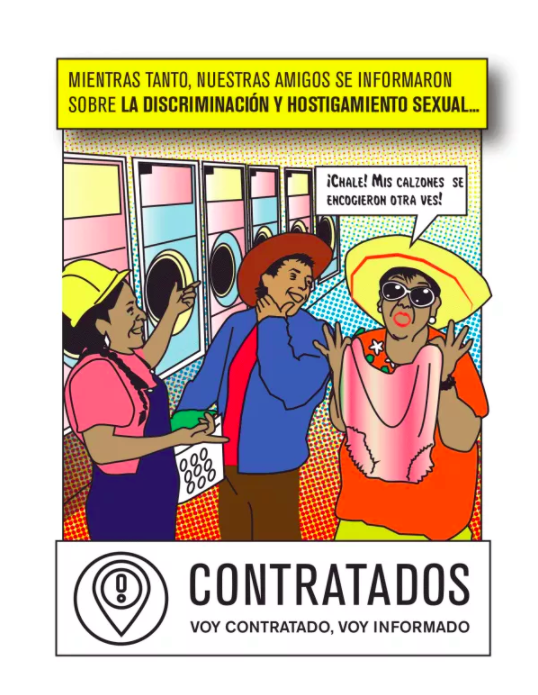 MIENTRAS TANTO, NUESTRAS AMIGOS SE INFORMARON
SOBRE LA DISCRIMINACIÓN Y HOSTIGAMIENTO SEXUAL...
¡CHALE! MIS CALZONES SE
ENCOGIERON OTRA VES!
CONTRATADOS
VOY CONTRATADO, VOY INFORMADO